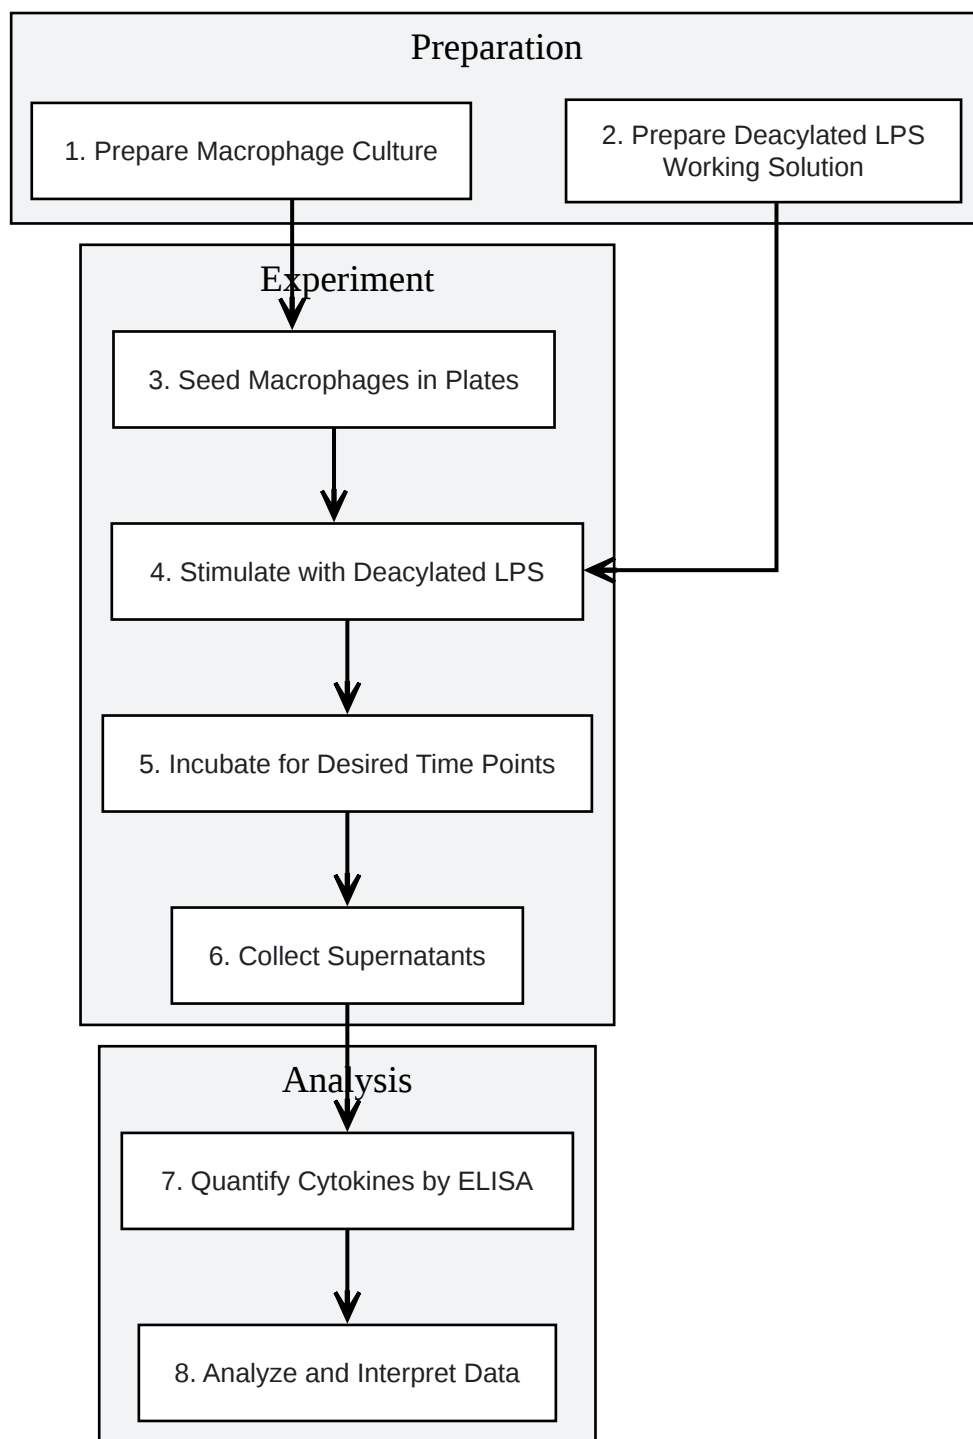 Preparation
1. Prepare Macrophage Culture
2. Prepare Deacylated LPS
Working Solution
Experiment
3. Seed Macrophages in Plates
4. Stimulate with Deacylated LPS
5. Incubate for Desired Time Points
6. Collect Supernatants
Analysis
7. Quantify Cytokines by ELISA
8. Analyze and Interpret Data